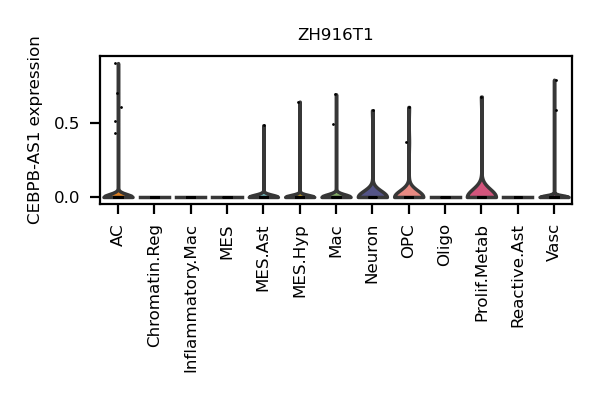 ZH916T1
CEBPB-AS1 expression
0.5
0.0
AC
Chromatin.Reg
Inflammatory.Mac
MES
MES.Ast
MES.Hyp
Mac
Neuron
OPC
Oligo
Prolif.Metab
Reactive.Ast
Vasc